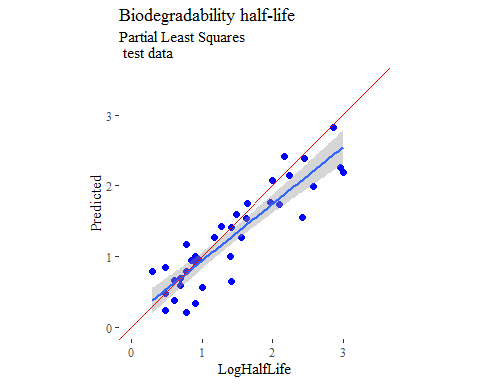 Biodegradability half-life
Partial Least Squares
test data
3
2
1
0
Predicted
0 1 2 3
LogHalfLife